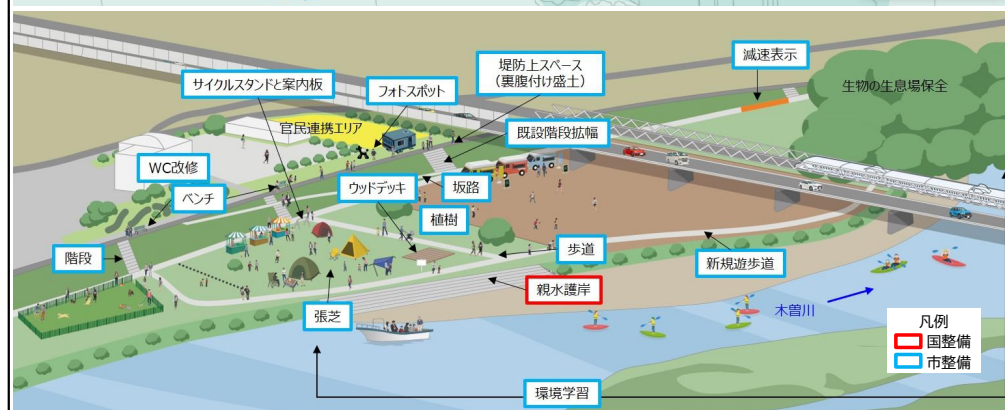 堤防上スペース
(裏腹付け盛土)
減速表示
サイクルスタンドと案内板
フォトスポット
生物の生息場保全
官民連携エリア
既設階段拡幅
WC改修
ウッドデッキ
坂路
ベンチ
植樹
階段
歩道
新規遊歩道
親水護岸
張芝
木曽川
凡例
国整備
市整備
環境学習